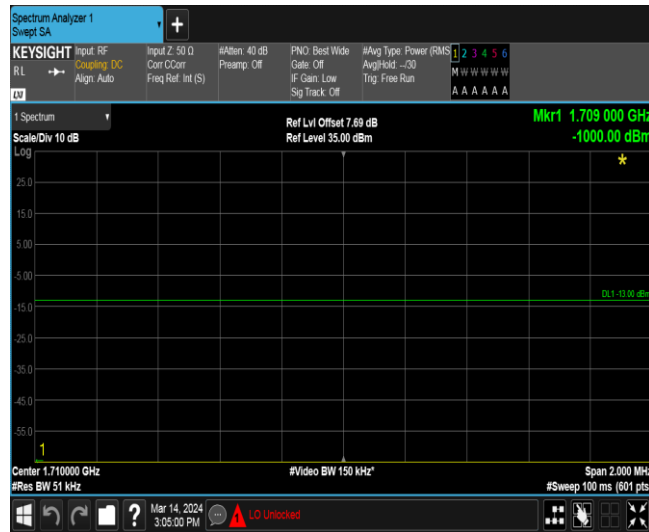 Spectrum Analyzer 1
Swept SA
+
KEYSIGHT
RL
LXI
Input: RF
Coupling: DC
Align: Auto
Input Z: 50 Ω
Corr CCorr
Freq Ref: Int (S)
#Atten: 40 dB
Preamp: Off
PNO: Best Wide
Gate: Off
IF Gain: Low
Sig Track: Off
#Avg Type: Power (RMS
Avg|Hold: --/30
Trig: Free Run
1 2 3 4 5 6
M W W W W W
A A A A A A
1 Spectrum
Scale/Div 10 dB
Log
Ref Lvl Offset 7.69 dB
Ref Level 35.00 dBm
Mkr1 1.709 000 GHz
-1000.00 dBm
*
25.0
15.0
5.00
-5.00
DL1 -13.00 dBm
-15.0
-25.0
-35.0
-45.0
-55.0
1
Center 1.710000 GHz
#Res BW 51 kHz
#Video BW 150 kHz*
Span 2.000 MHz
#Sweep 100 ms (601 pts
?
Mar 14, 2024
3:05:00 PM
LO Unlocked